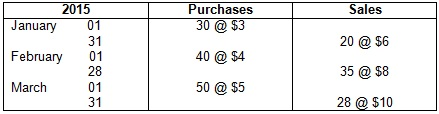 2015 Purchases Sales
January 01 30 @ $3
31 20 @ $6
February 01 40 @ $4
28 35 @ $8
March 01 50 @ $5
31 28 @ $10